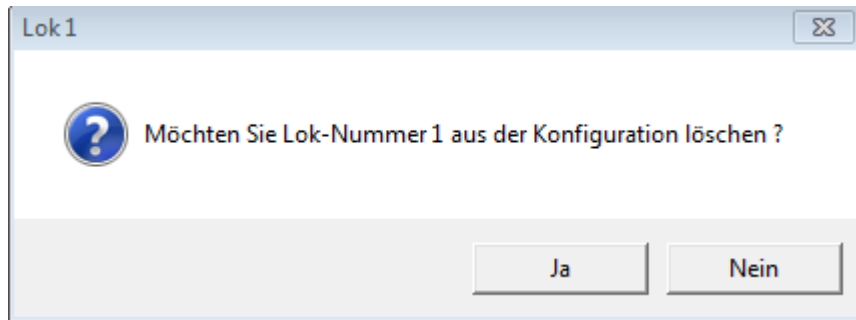 Lok 1
Möchten Sie Lok-Nummer 1 aus der Konfiguration löschen ?
Ja
Nein